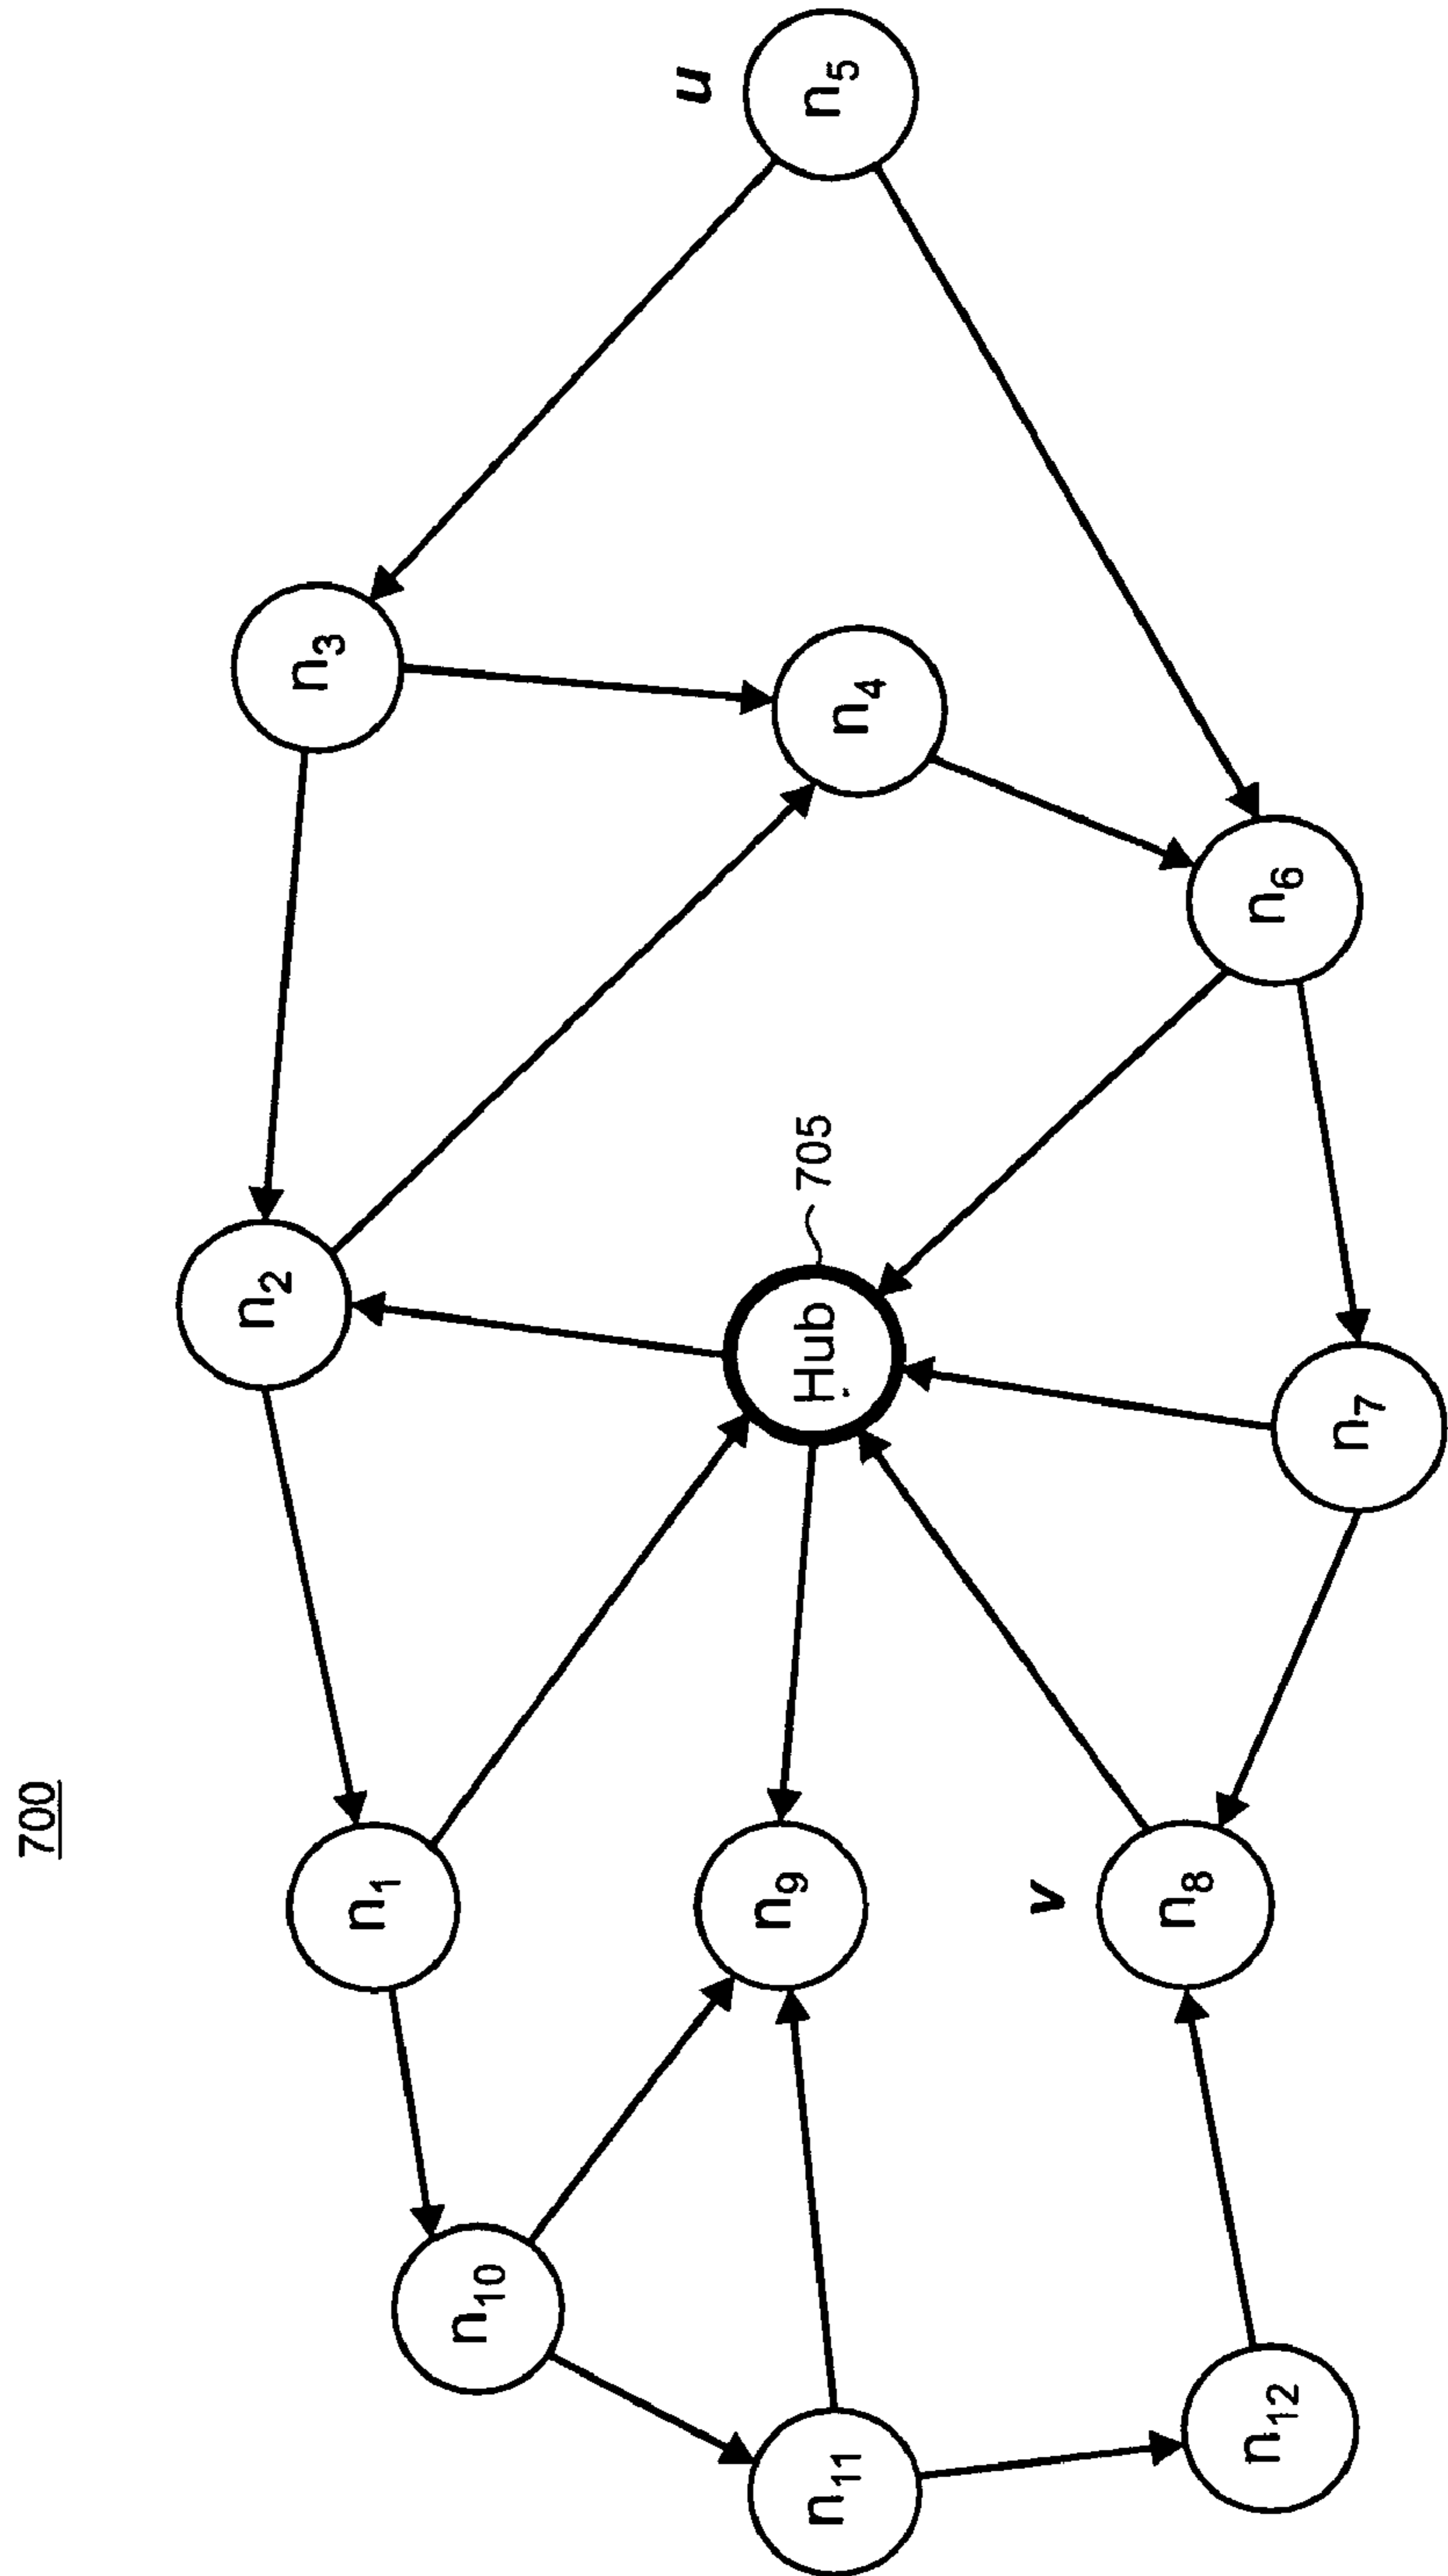 700
n₁
n₂
n₃
n₁₀
n₁₁
n₉
Hub
705
n₄
u
n₅
v
n₈
n₁₂
n₇
n₆